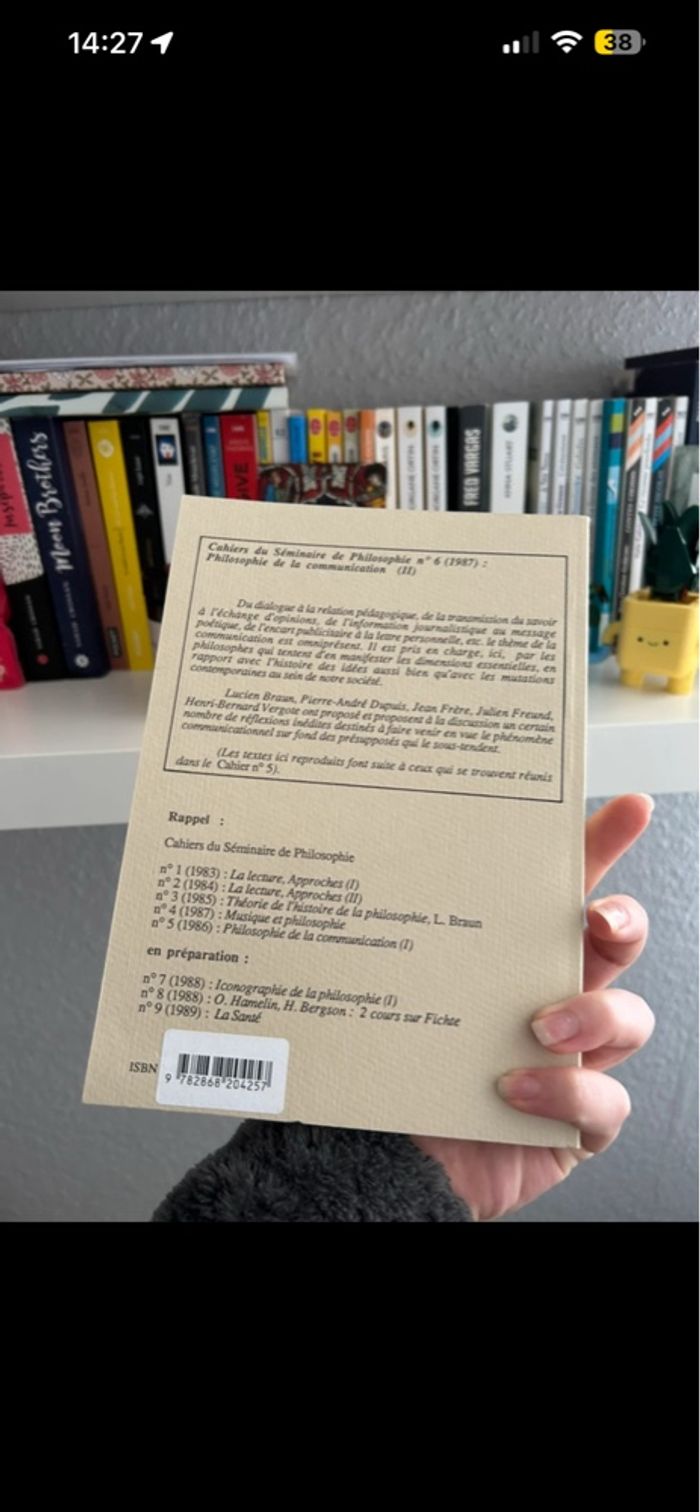 14:27
38
Moon Brothers
FRED VARGAS
Cahiers du Séminaire de Philosophie n° 6 (1987) :
Philosophie de la communication (II)
Du dialogue à la relation pédagogique, de la transmission du savoir
à l'échange d'opinions, de l'information journalistique au message
poétique, de l'encart publicitaire à la lettre personnelle, etc. le thème de la
communication est omniprésent. Il est pris en charge, ici, par les
philosophes qui tentent d'en manifester les dimensions essentielles, en
rapport avec l'histoire des idées aussi bien qu'avec les mutations
contemporaines au sein de notre société.
Lucien Braun, Pierre-André Dupuis, Jean Frère, Julien Freund,
Henri-Bernard Vergote ont proposé et proposent à la discussion un certain
nombre de réflexions inédites destinés à faire venir en vue le phénomène
communicationnel sur fond des présupposés qui le sous-tendent.
(Les textes ici reproduits font suite à ceux qui se trouvent réunis
dans le Cahier n° 5).
Rappel :
Cahiers du Séminaire de Philosophie
n° 1 (1983) : La lecture, Approches (I)
n° 2 (1984) : La lecture, Approches (II)
n° 3 (1985) : Théorie de l'histoire de la philosophie, L. Braun
n° 4 (1987) : Musique et philosophie
n° 5 (1986) : Philosophie de la communication (I)
en préparation :
n° 7 (1988) : Iconographie de la philosophie (I)
n° 8 (1988) : O. Hamelin, H. Bergson : 2 cours sur Fichte
n° 9 (1989) : La Santé
ISBN
9 782868 204257